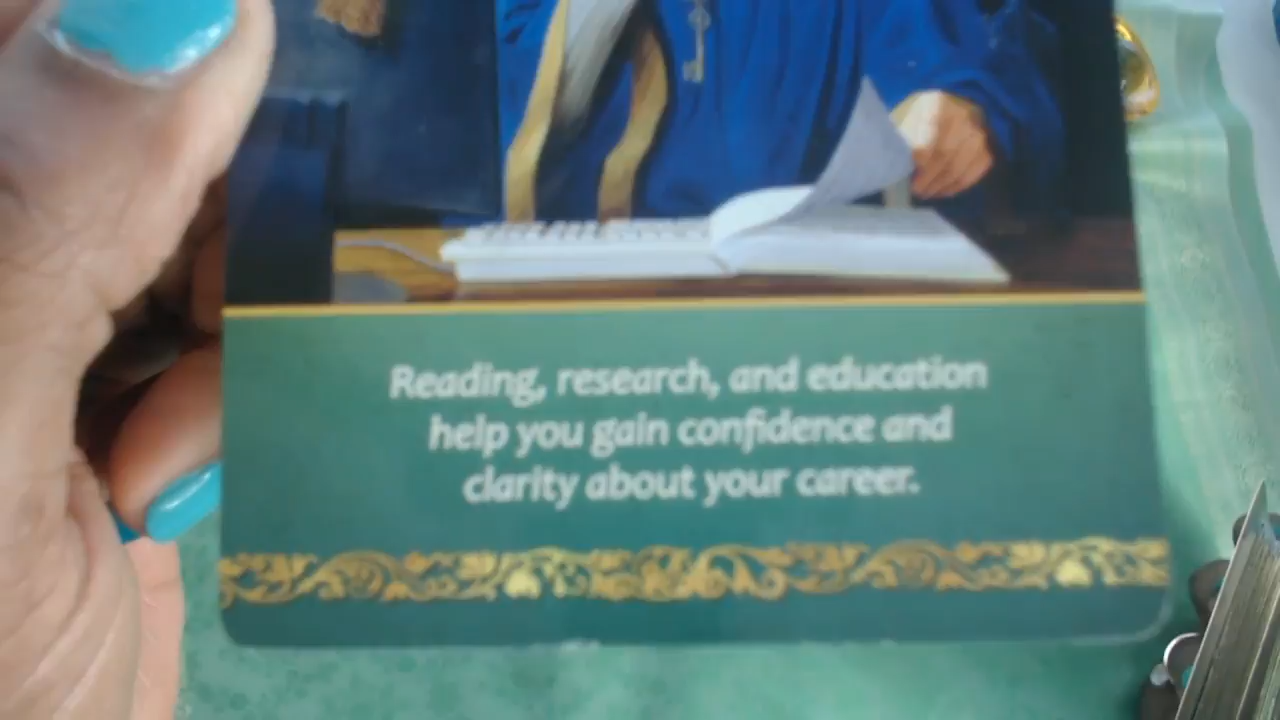 Reading, research, and education
help you gain confidence and
clarity about your career.